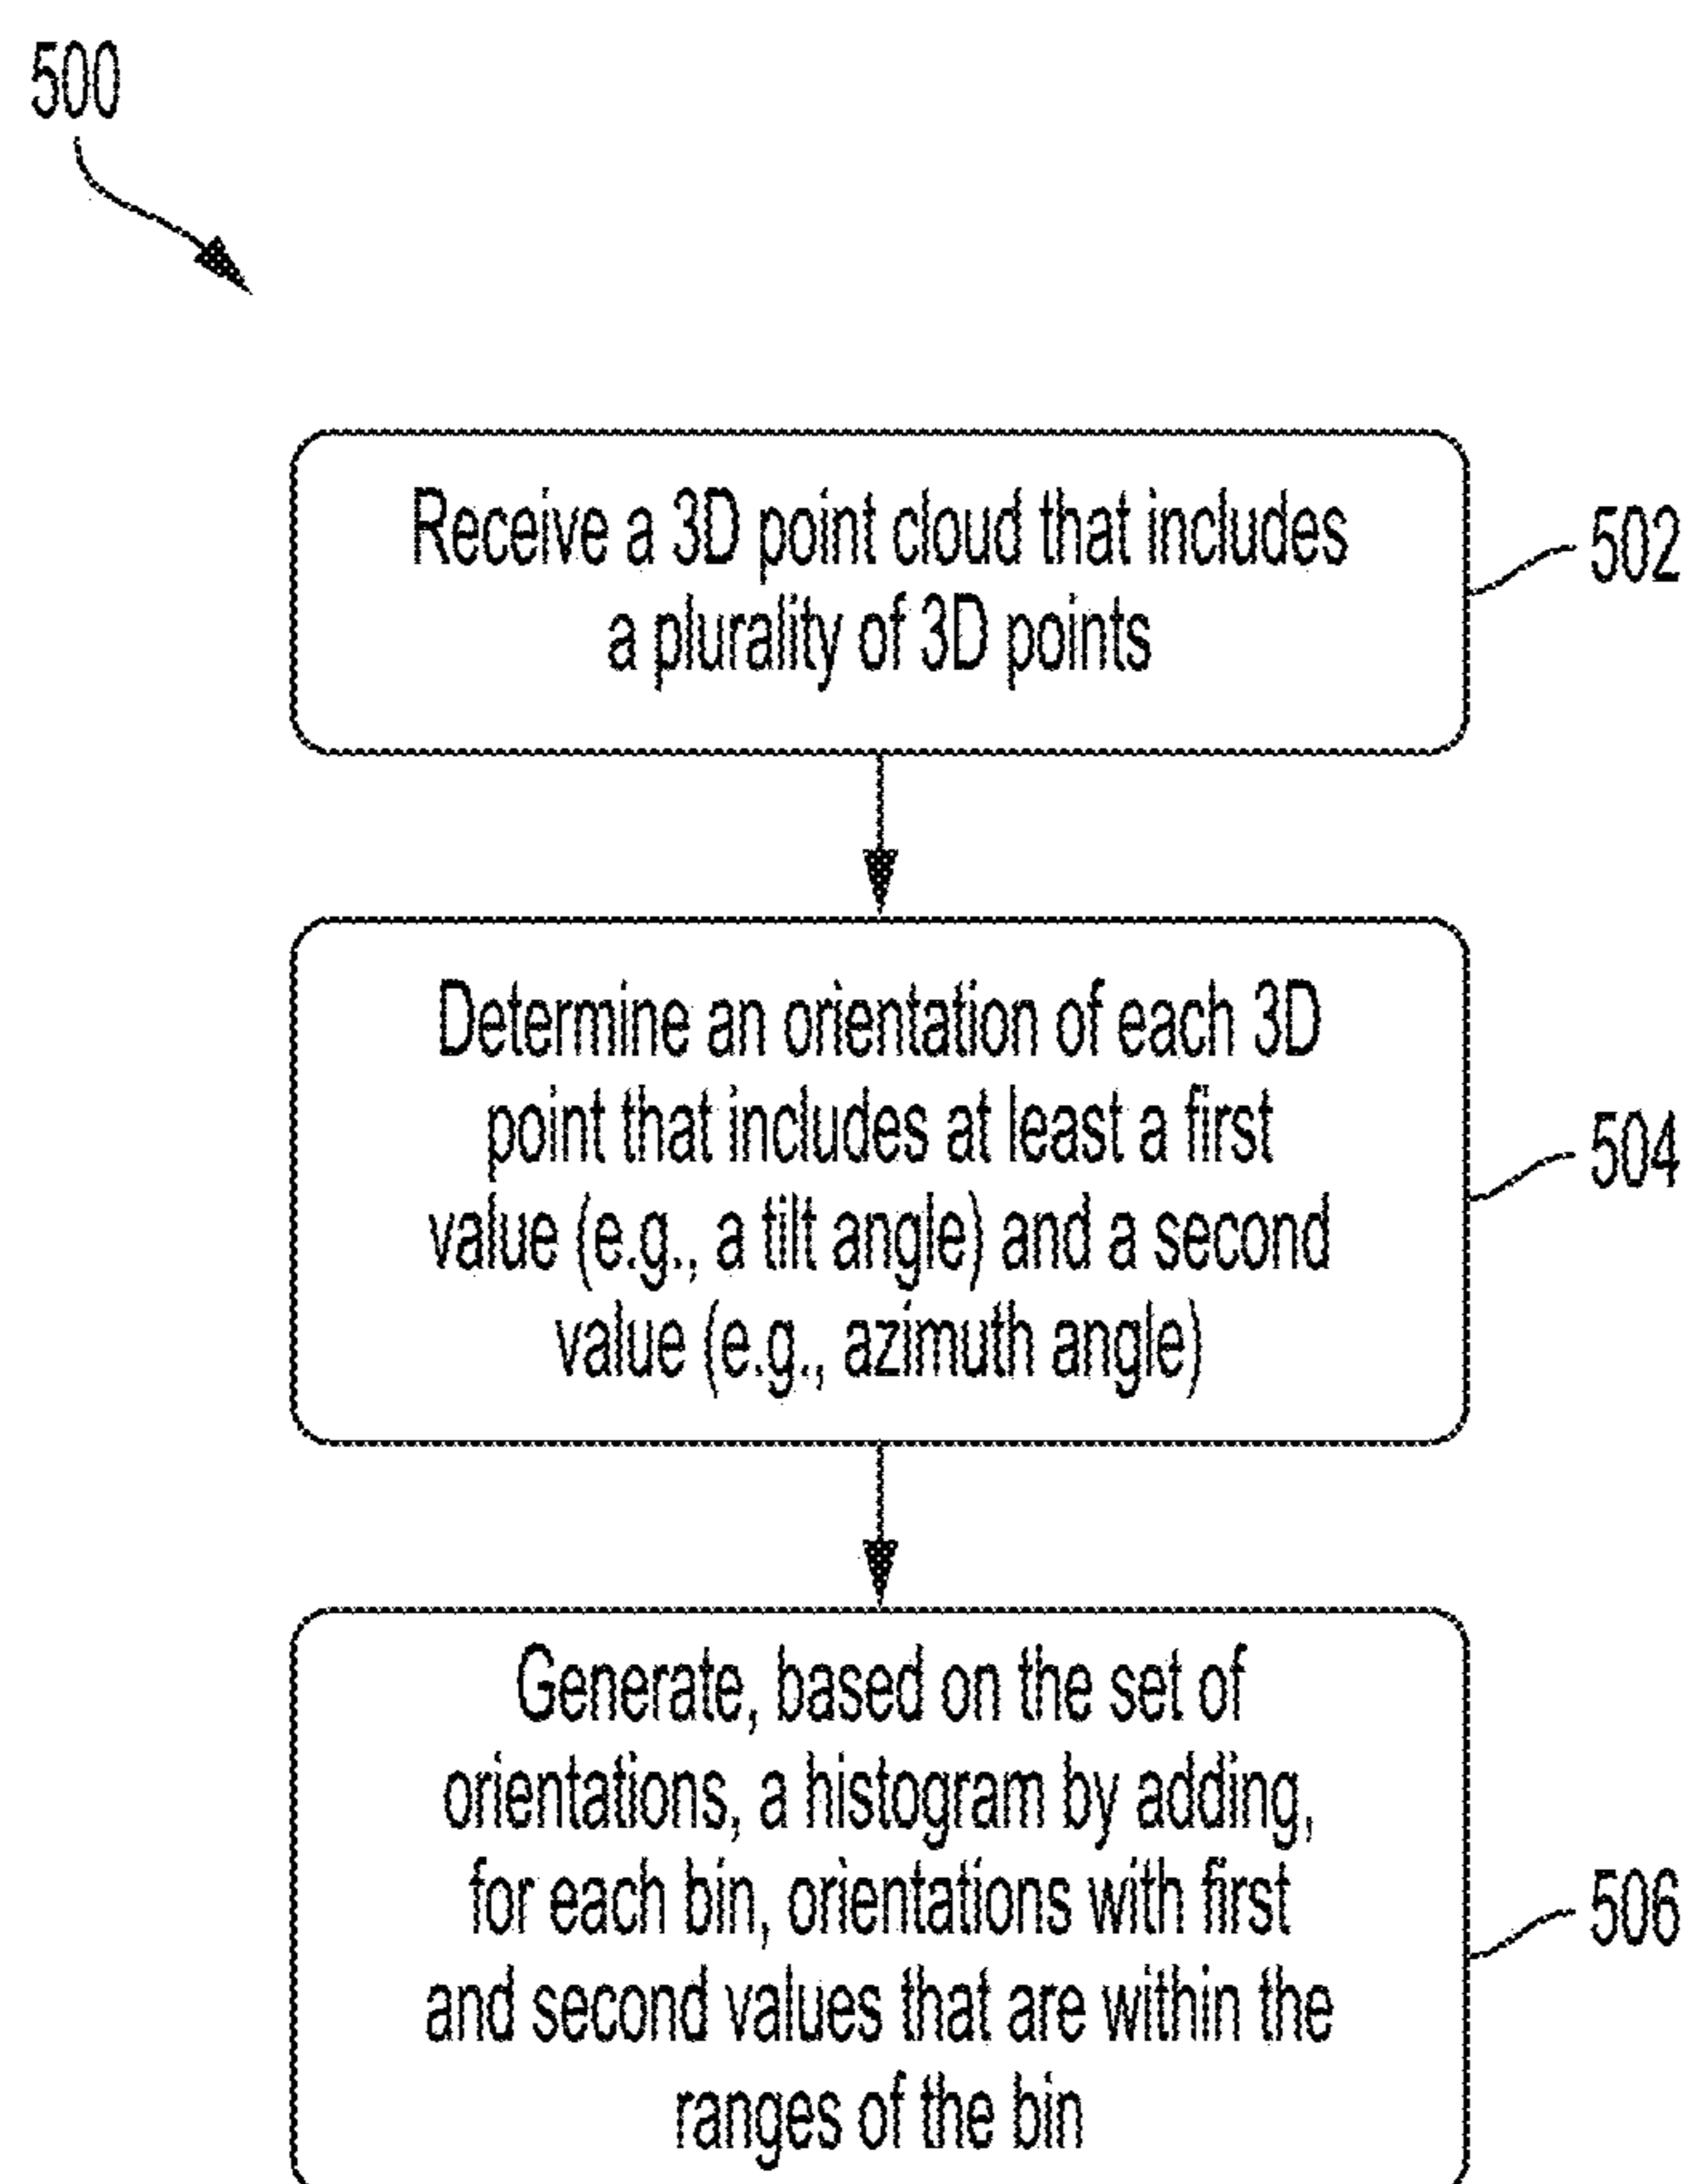 500
Receive a 3D point cloud that includes
a plurality of 3D points
502
Determine an orientation of each 3D
point that includes at least a first
value (e.g., a tilt angle) and a second
value (e.g., azimuth angle)
504
Generate, based on the set of
orientations, a histogram by adding,
for each bin, orientations with first
and second values that are within the
ranges of the bin
506